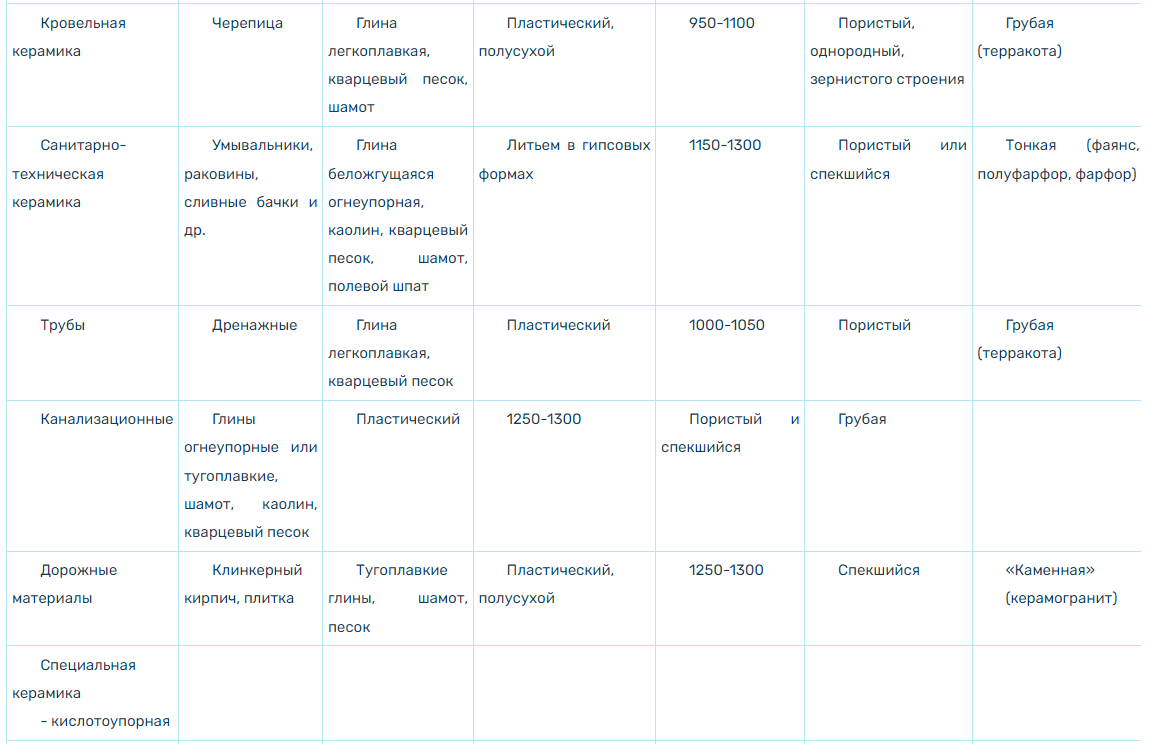 Кровельная
керамика
Черепица
Глина
легкоплавкая,
кварцевый песок,
шамот
Пластический,
полусухой
950-1100
Пористый,
однородный,
зернистого строения
Грубая
(терракота)
Санитарно-
техническая
керамика
Умывальники,
раковины,
сливные бачки и
др.
Глина
беложгущаяся
огнеупорная,
каолин, кварцевый
песок, шамот,
полевой шпат
Литьем в гипсовых
формах
1150-1300
Пористый или
спекшийся
Тонкая (фаянс,
полуфарфор, фарфор)
Трубы
Дренажные
Глина
легкоплавкая,
кварцевый песок
Пластический
1000-1050
Пористый
Грубая
(терракота)
Канализационные
Глины
огнеупорные или
тугоплавкие,
шамот, каолин,
кварцевый песок
Пластический
1250-1300
Пористый и
спекшийся
Грубая
Дорожные
материалы
Клинкерный
кирпич, плитка
Тугоплавкие
глины, шамот,
песок
Пластический,
полусухой
1250-1300
Спекшийся
«Каменная»
(керамогранит)
Специальная
керамика
- кислотоупорная